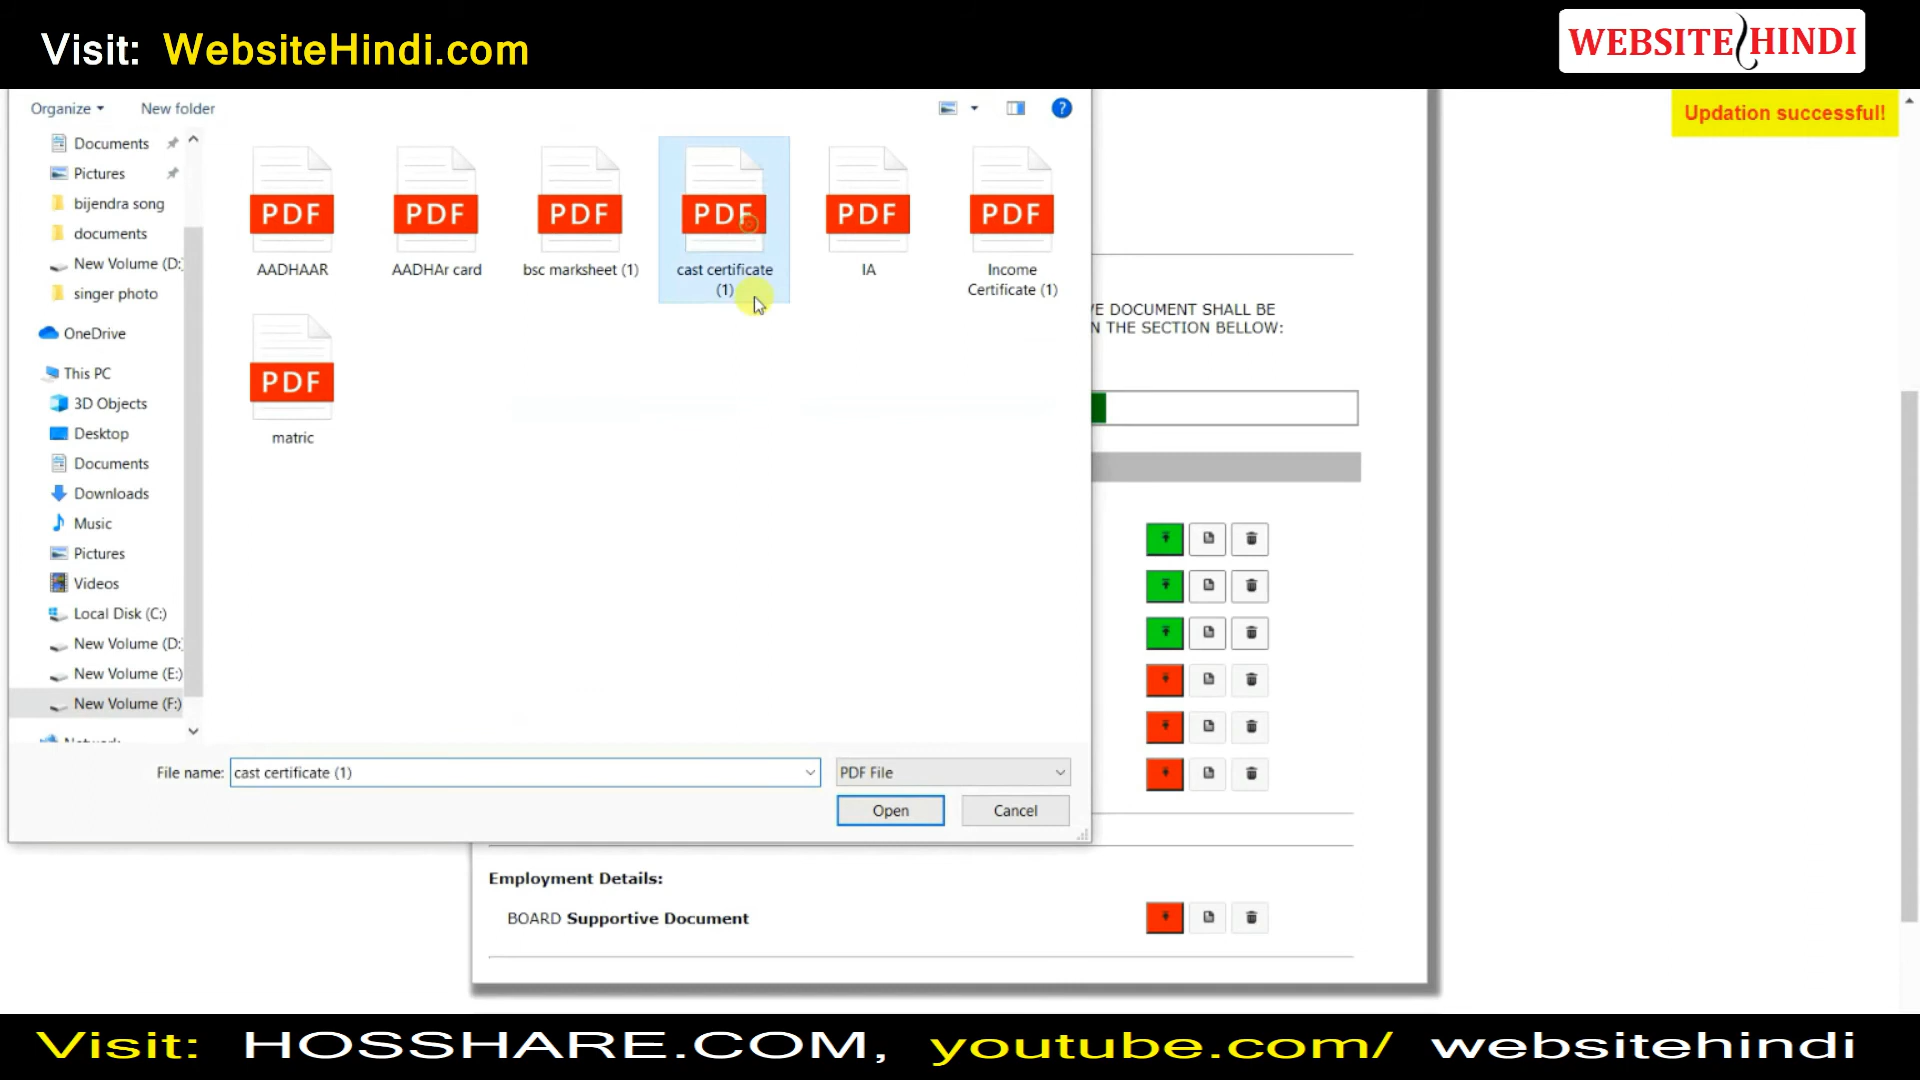 Visit: WebsiteHindi.com
WEBSITE HINDI
Updation successful!
Organize
New folder
Documents
Pictures
bijendra song
documents
New Volume (D:
singer photo
OneDrive
This PC
3D Objects
Desktop
Documents
Downloads
Music
Pictures
Videos
Local Disk (C:)
New Volume (D:
New Volume (E:)
New Volume (F:)
PDF
AADHAAR
PDF
AADHAr card
PDF
bsc marksheet (1)
PDF
cast certificate
(1)
PDF
IA
PDF
Income
Certificate (1)
PDF
matric
File name: cast certificate (1)
PDF File
Open
Cancel
DOCUMENT SHALL BE
THE SECTION BELLOW:
Employment Details:
BOARD Supportive Document
Visit: HOSSHARE.COM, youtube.com/ websitehindi